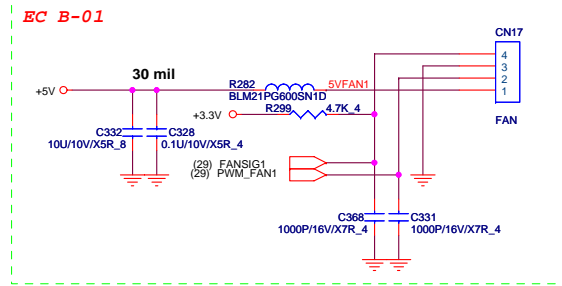 EC B-01
CN17
4
3
2
1
FAN
30 mil
+5V
R282
5VFAN1
BLM21PG600SN1D
R299
4.7K_4
+3.3V
C332
10U/10V/X5R_8
C328
0.1U/10V/X5R_4
(29) FANSIG1
(29) PWM_FAN1
C368
1000P/16V/X7R_4
C331
1000P/16V/X7R_4